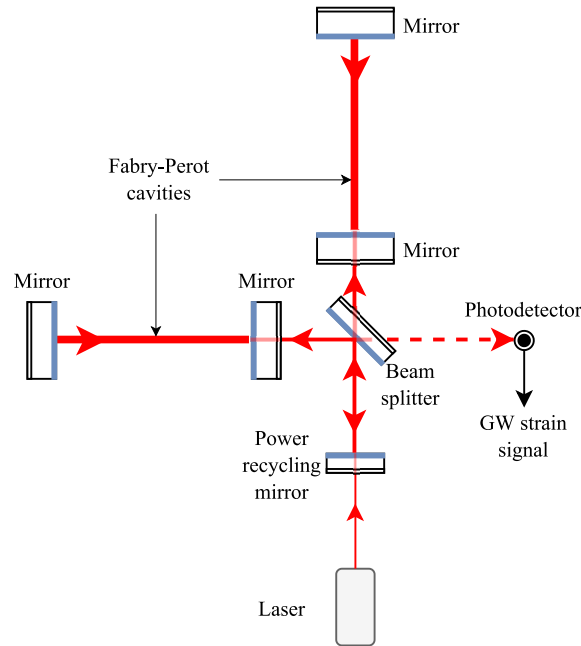 Mirror
Fabry-Perot
cavities
Mirror
Mirror
Mirror
Photodetector
Beam
splitter
GW strain
signal
Power
recycling
mirror
Laser